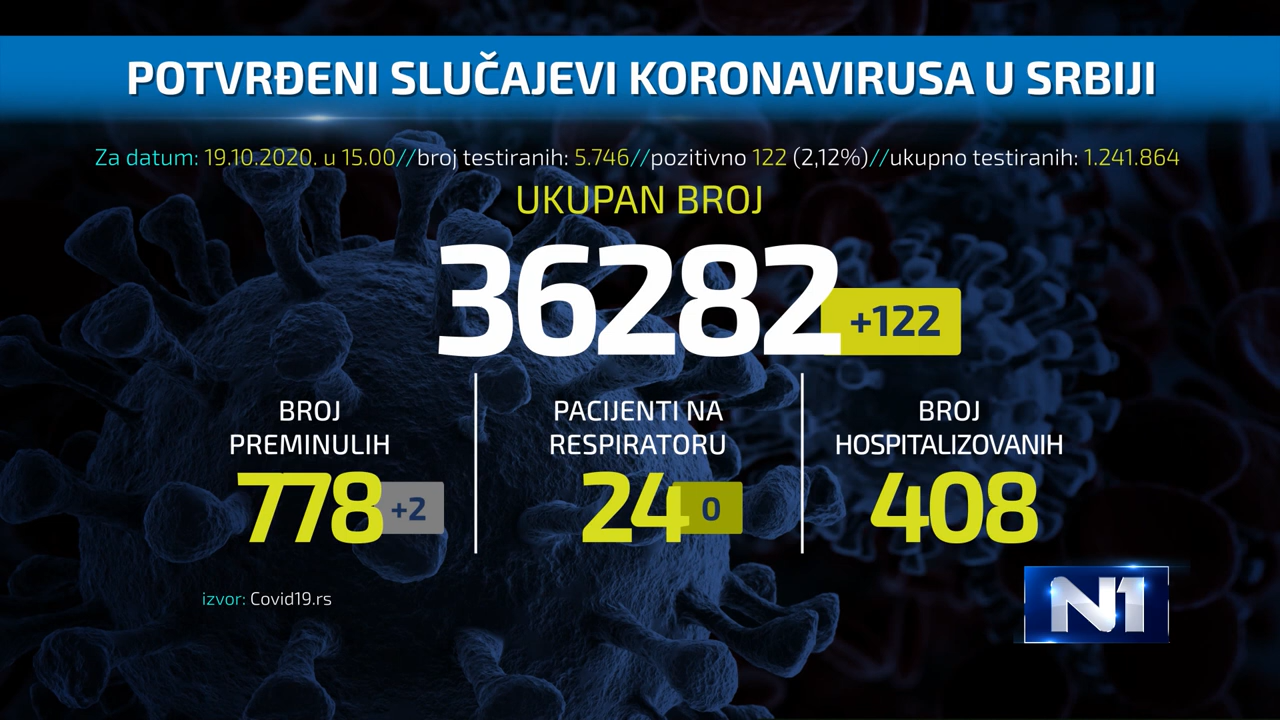 POTVRĐENI SLUČAJEVI KORONAVIRUSA U SRBIJI
Za datum: 19.10.2020. u 15.00//broj testiranih: 5.746//pozitivno 122 (2,12%)//ukupno testiranih: 1.241.864
UKUPAN BROJ
36282
+122
BROJ
PREMINULIH
778
+2
PACIJENTI NA
RESPIRATORU
24
0
BROJ
HOSPITALIZOVANIH
408
izvor: Covid19.rs
N1